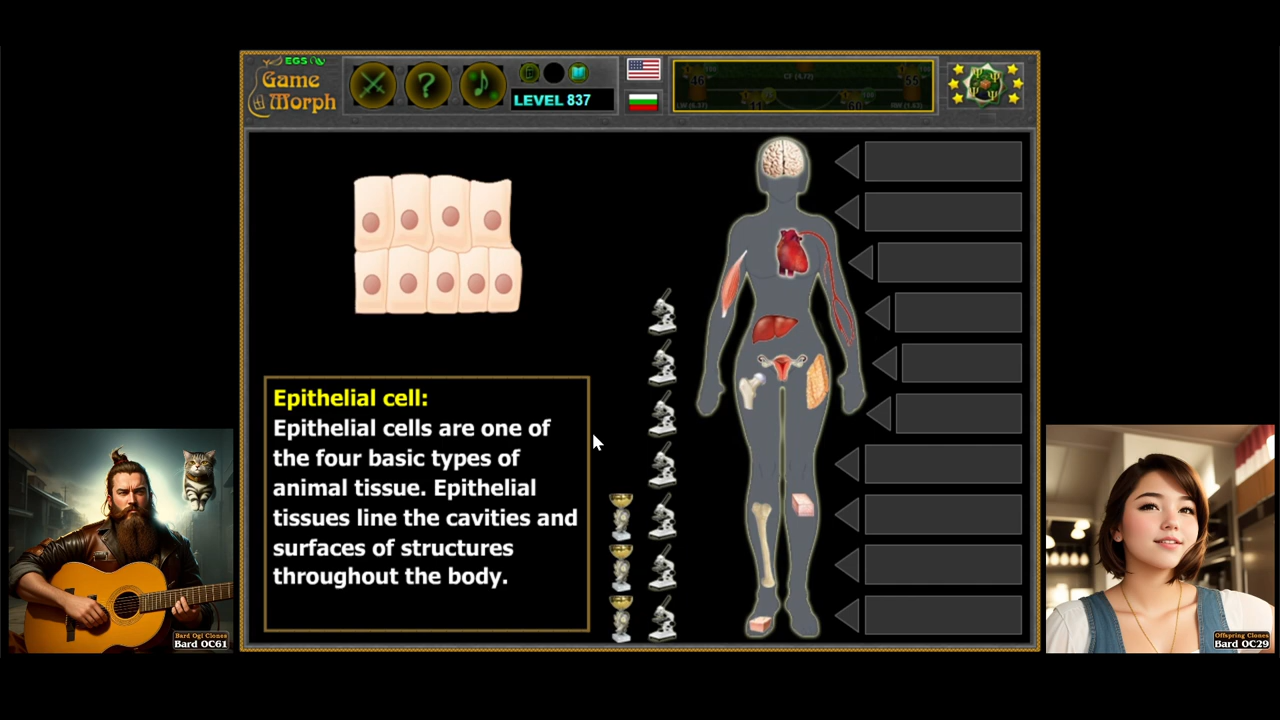 EGS
Game
Morph
LEVEL 837
Epithelial cell:
Epithelial cells are one of
the four basic types of
animal tissue. Epithelial
tissues line the cavities and
surfaces of structures
throughout the body.
Bard Ogi Clones
Bard OC61
Offspring Clones
Bard OC29